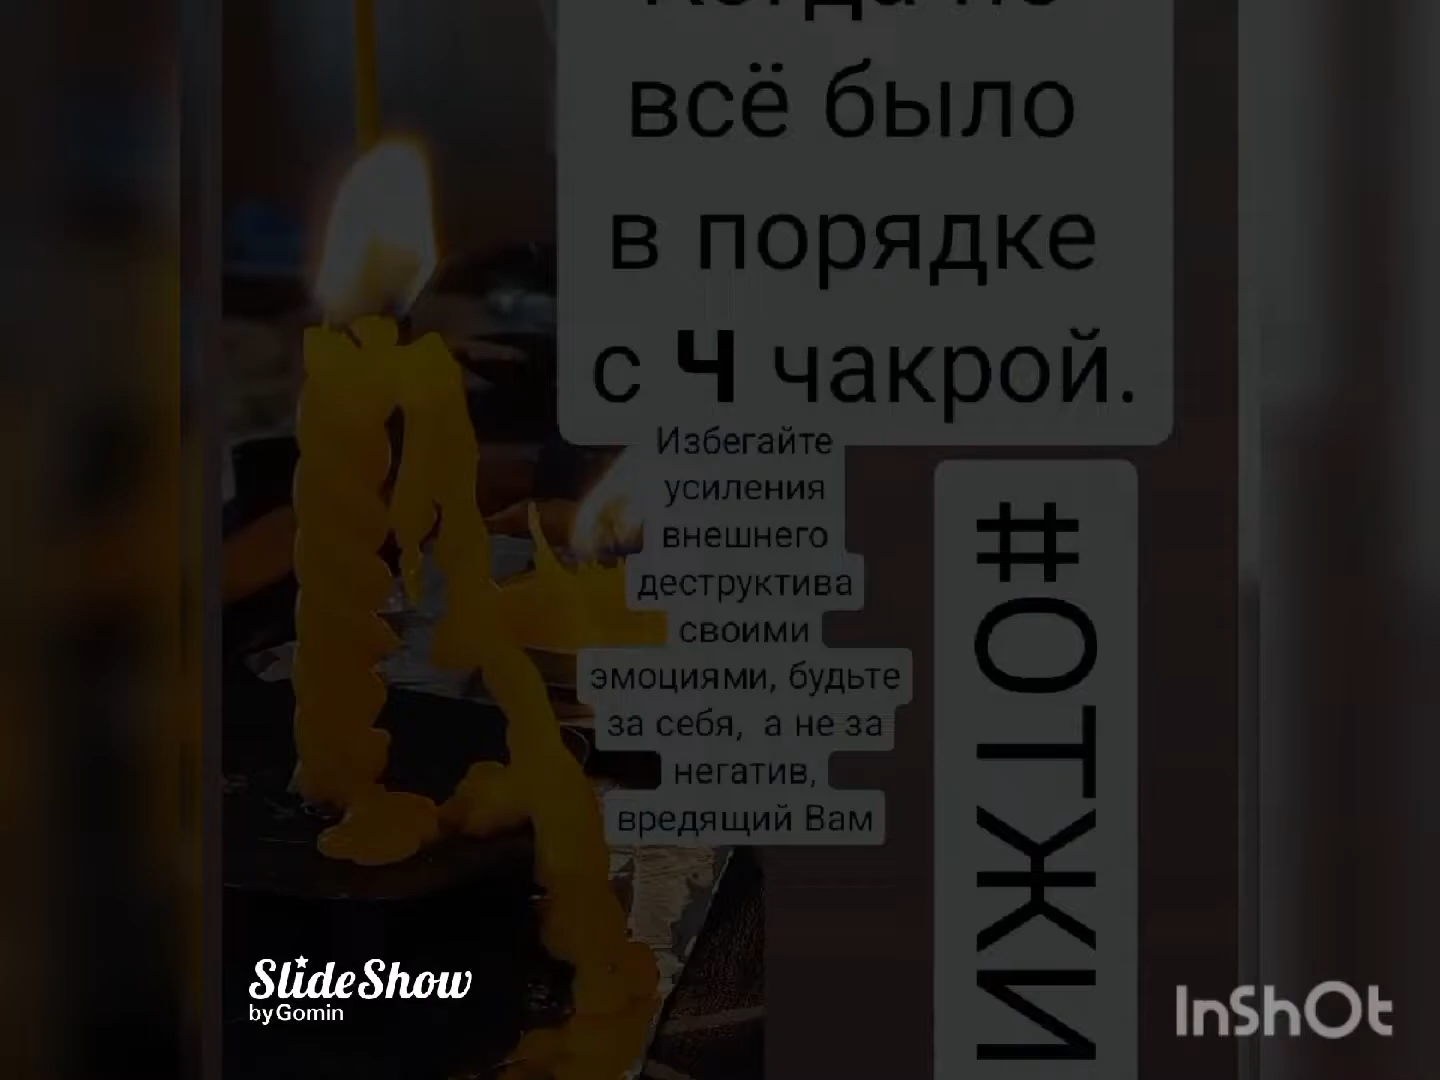 всё было
в порядке
с Ч чакрой.
Избегайте
усиления
внешнего
деструктива
своими
эмоциями, будьте
за себя, а не за
негатив,
вредящий Вам
#ОТЖИ
SlideShow
by Gomin
InShOt